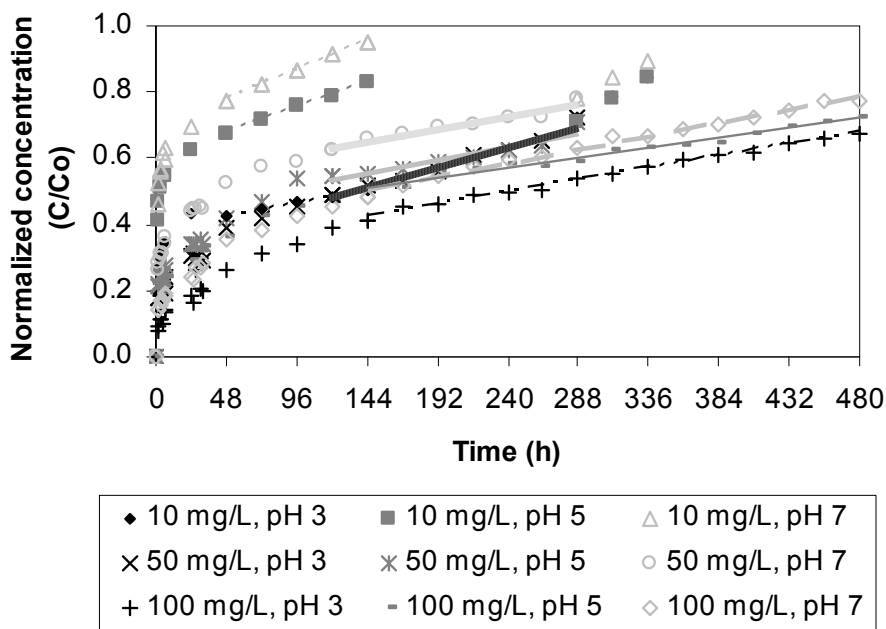 Normalized concentration
(C/Co)
1.0
0.8
0.6
0.4
0.2
0.0
0 48 96 144 192 240 288 336 384 432 480
Time (h)
10 mg/L, pH 3 10 mg/L, pH 5 10 mg/L, pH 7
50 mg/L, pH 3 50 mg/L, pH 5 50 mg/L, pH 7
100 mg/L, pH 3 100 mg/L, pH 5 100 mg/L, pH 7